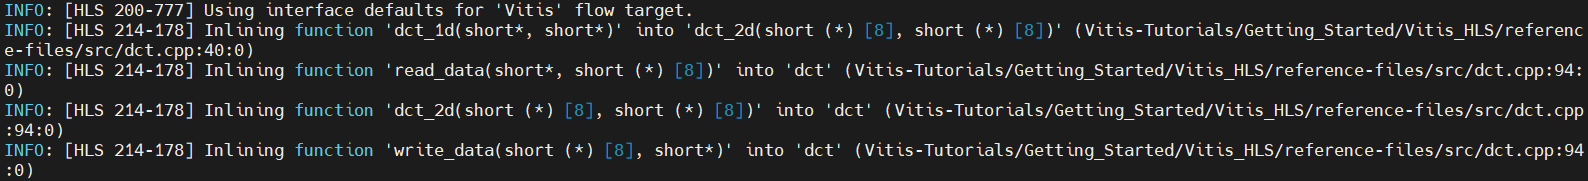 INFO: [HLS 200-777] Using interface defaults for 'Vitis' flow target.
INFO: [HLS 214-178] Inlining function 'dct_1d(short*, short*)' into 'dct_2d(short (*) [8], short (*) [8])' (Vitis-Tutorials/Getting_Started/Vitis_HLS/referenc
e-files/src/dct.cpp:40:0)
INFO: [HLS 214-178] Inlining function 'read_data(short*, short (*) [8])' into 'dct' (Vitis-Tutorials/Getting_Started/Vitis_HLS/reference-files/src/dct.cpp:94:
0)
INFO: [HLS 214-178] Inlining function 'dct_2d(short (*) [8], short (*) [8])' into 'dct' (Vitis-Tutorials/Getting_Started/Vitis_HLS/reference-files/src/dct.cpp
:94:0)
INFO: [HLS 214-178] Inlining function 'write_data(short (*) [8], short*)' into 'dct' (Vitis-Tutorials/Getting_Started/Vitis_HLS/reference-files/src/dct.cpp:94
:0)